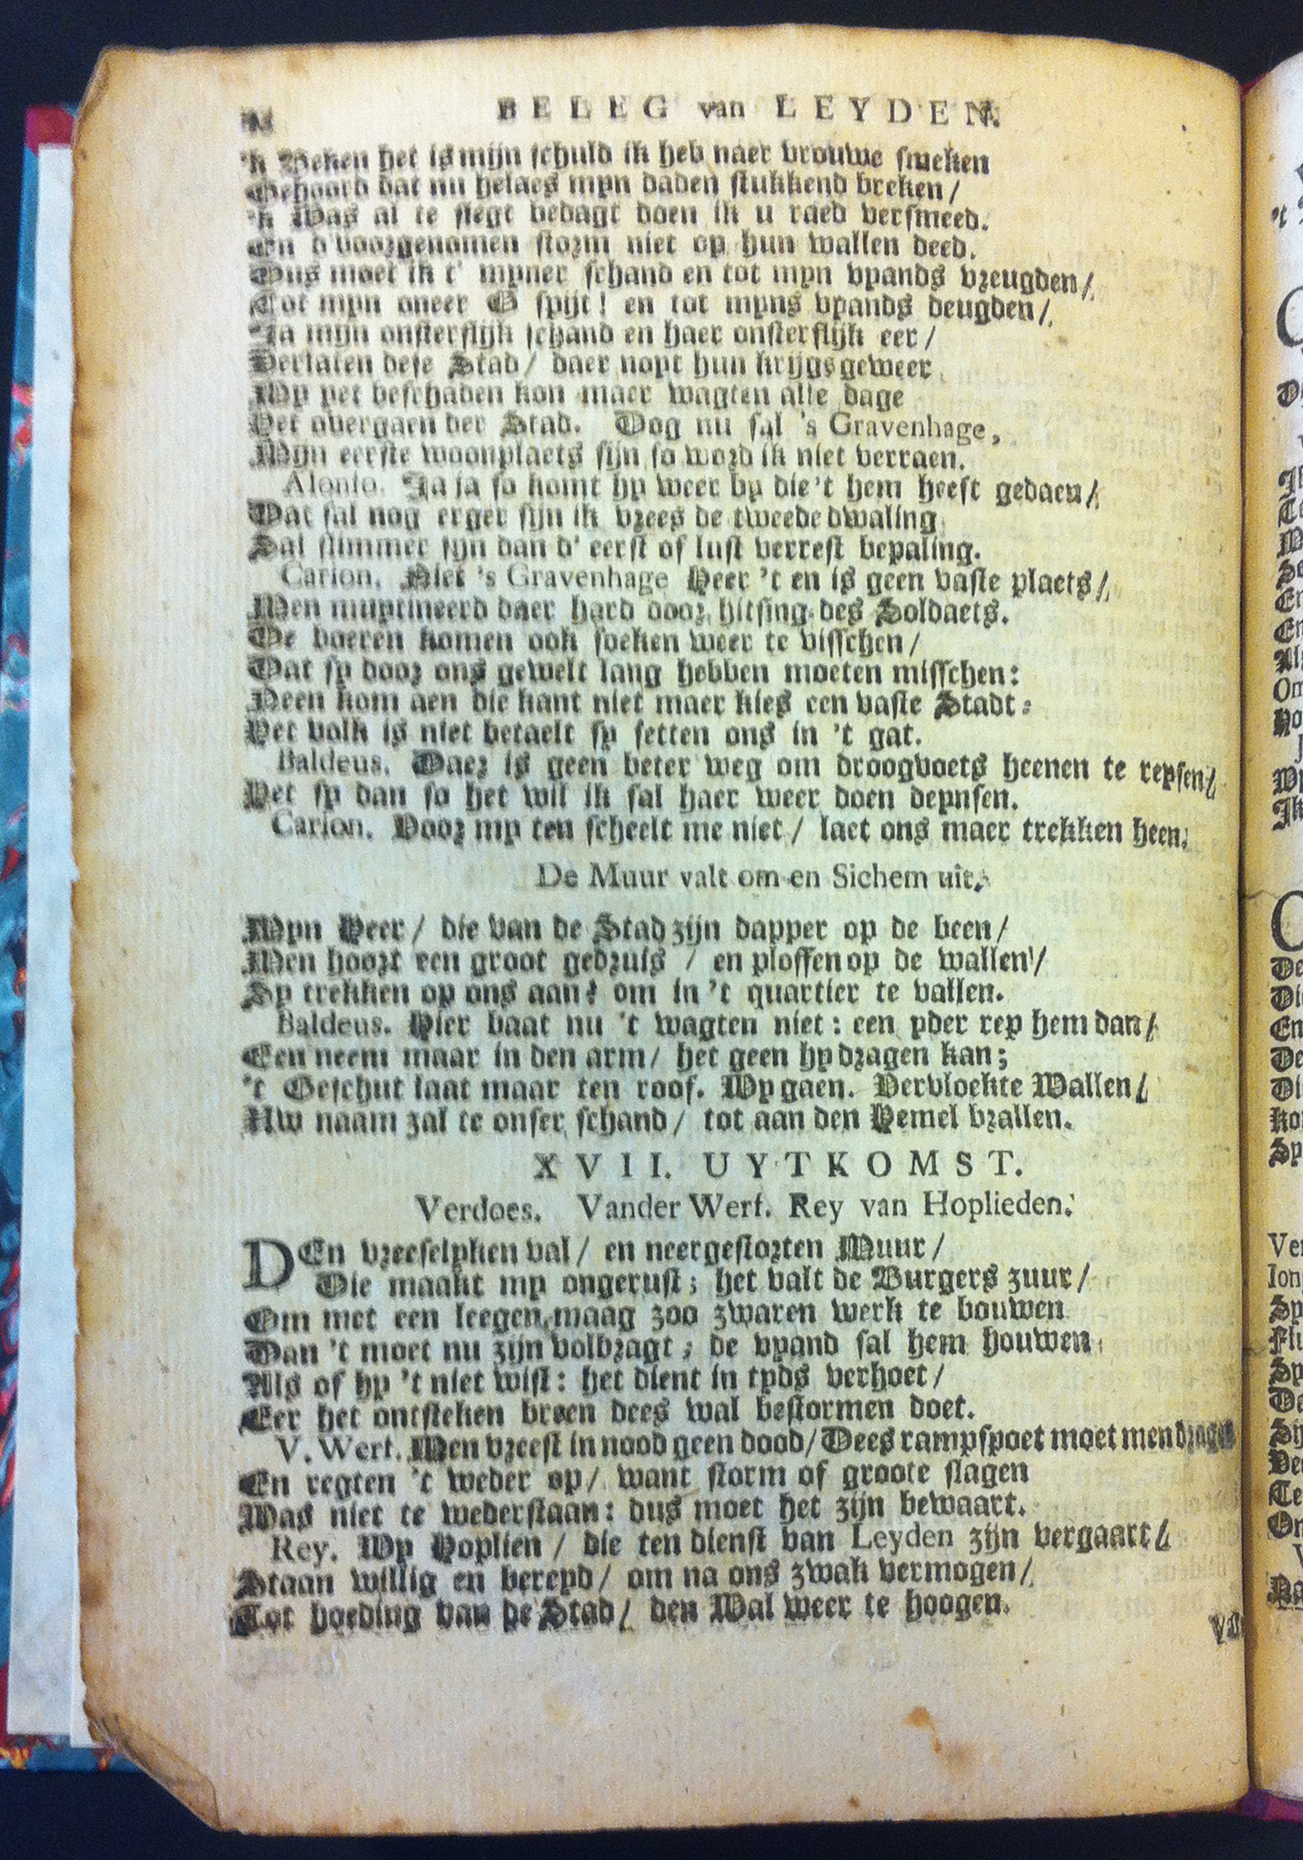 BELEG van LEYDEN.
'k Beken het is mijn schuld ik heb naer vrouwe smeken
Gehoord dat nu helaes myn daden stukkend breken/
'k Was al te slegt bedagt doen ik u raed versmeed.
En d'voorgenomen storm niet op hun wallen deed.
Dus moet ik t' myner schand en tot myn vyands vreugden/
Tot myn oneer O spijt! en tot myns vyands deugden/
Ja mijn onsterflijk schand en haer onsterflijk eer/
Verlaten dese Stad/ daer noyt hun krijgsgeweer
My yet beschaden kon maer wagten alle dage
Het overgaen der Stad. Dog nu sal 's Gravenhage,
Mijn eerste woonplaets sijn so word ik niet verraen.
Alonso. Ja ja so komt hy weer by die 't hem heeft gedaen/
Dat sal nog erger sijn ik vrees de tweede dwaling
Sal slimmer sijn dan d' eerst of lust verrest bepaling.
Carion. Niet 's Gravenhage Heer 't en is geen vaste plaets/
Men muytineerd daer hard door hitsing des Soldaets.
De boeren komen ook soeken weer te visschen/
Dat sy door ons gewelt lang hebben moeten misschen:
Neen kom aen die kant niet maer kies een vaste Stadt:
Het volk is niet betaelt sy setten ons in 't gat.
Baldeus. Daer is geen beter weg om droogvoets heenen te reysen/
Het sy dan so het wil ik sal haer weer doen deynsen.
Carion. Voor my ten scheelt me niet/ laet ons maer trekken heen.
De Muur valt om en Sichem uit.
Myn Heer/ die van de Stad zijn dapper op de been/
Men hoort een groot gedruis / en ploffen op de wallen/
Sy trekken op ons aan: om in 't quartier te vallen.
Baldeus. Hier baat nu 't wagten niet: een yder rep hem dan/
Een neem maar in den arm/ het geen hy dragen kan;
't Geschut laat maar ten roof. Wy gaen. Vervloekte Wallen/
Uw naam zal te onser schand/ tot aan den Hemel brallen.
XVII. UYTKOMST.
Verdoes. Vander Werf. Rey van Hoplieden.
DEn vreeselyken val/ en neergestorten Muur/
Die maakt my ongerust; het valt de Burgers zuur/
Om met een leegen maag zoo zwaren werk te bouwen
Dan 't moet nu zijn volbragt; de vyand sal hem houwen
Als of hy 't niet wist: het dient in tyds verhoet/
Eer het ontsteken breen dees wal bestormen doet.
V. Werf. Men vreest in nood geen dood/ Dees rampspoet moet men dragen
En regten 't weder op/ want storm of groote slagen
Was niet te wederstaan: dus moet het zijn bewaart.
Rey. Wy Hoplien/ die ten dienst van Leyden zijn vergaart/
Staan willig en bereyd/ om na ons zwak vermogen/
Tot hoeding van de Stad/ den Wal weer te hoogen.